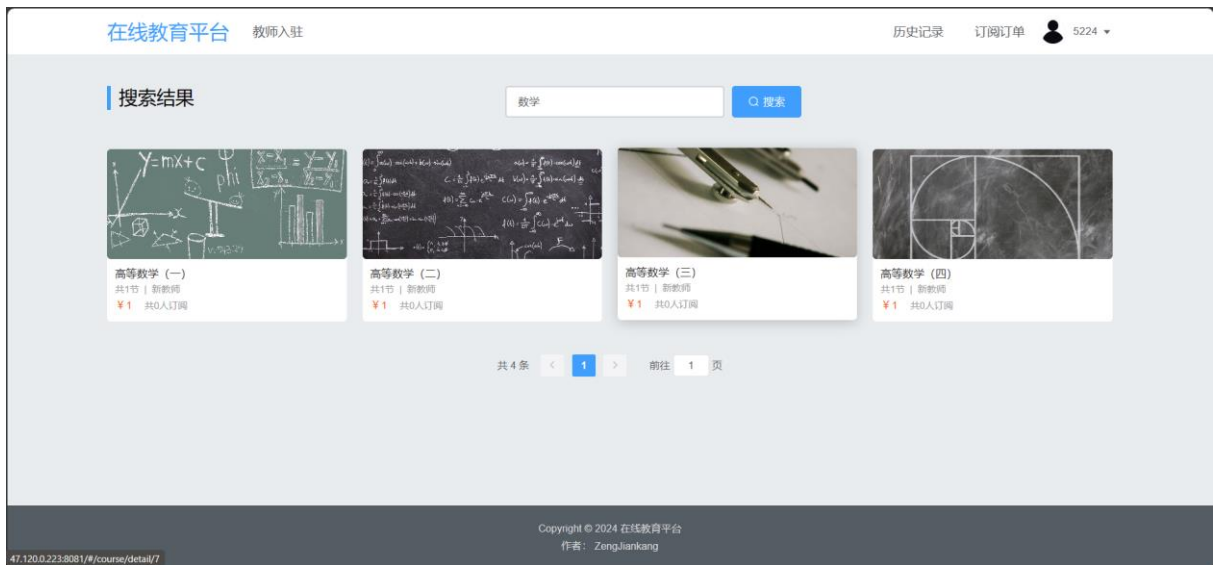 在线教育平台 教师入驻 历史记录 订阅订单 5224
搜索结果 数学 搜索
Y=mx+c phi
高等数学（一）
共1节 | 新教师
¥1 共0人订阅
高等数学（二）
共1节 | 新教师
¥1 共0人订阅
高等数学（三）
共1节 | 新教师
¥1 共0人订阅
高等数学（四）
共1节 | 新教师
¥1 共0人订阅
共 4 条 1 前往 1 页
Copyright © 2024 在线教育平台
作者： ZengJiankang
47.120.0.223:8081/#/course/detail/7